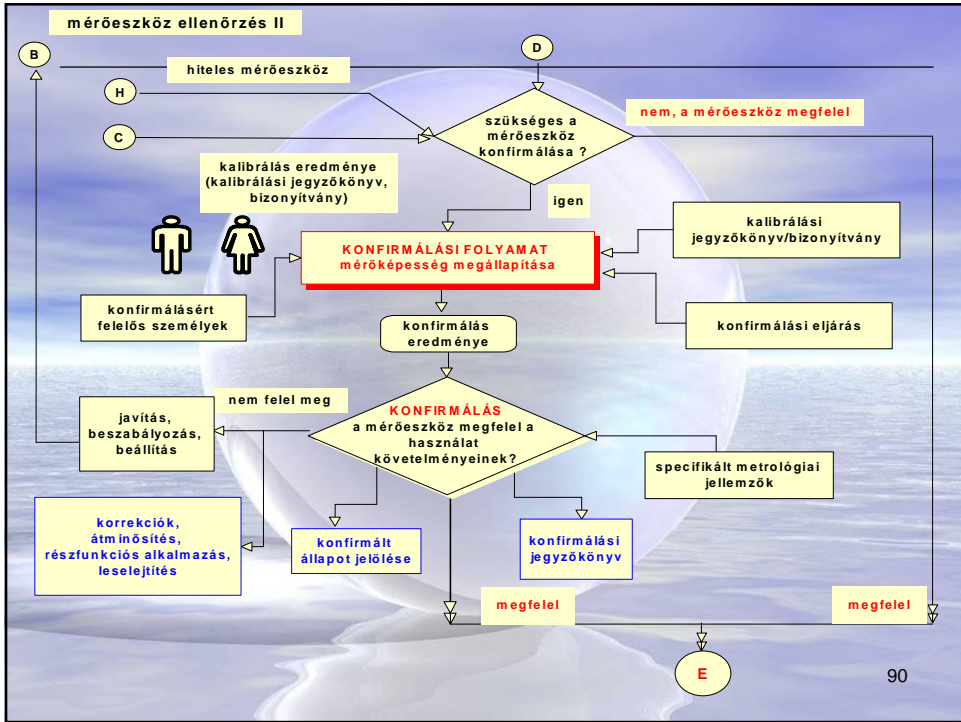 mérőeszköz ellenőrzés II
B
D
hiteles mérőeszköz
H
nem, a mérőeszköz megfelel
szükséges a
mérőeszköz
konfirmálása ?
C
kalibrálás eredménye
(kalibrálási jegyzőkönyv,
bizonyítvány)
igen
kalibrálási
jegyzőkönyv/bizonyítvány
KONFIRMÁLÁSI FOLYAMAT
mérőképesség megállapítása
konfirmálásért
felelős személyek
konfirmálás
eredménye
konfirmálási eljárás
nem felel meg
javítás,
beszabályozás,
beállítás
KONFIRMÁLÁS
a mérőeszköz megfelel a
használat
követelményeinek?
specifikált metrológiai
jellemzők
korrekciók,
átminősítés,
részfunkciós alkalmazás,
leselejtítés
konfirmált
állapot jelölése
konfirmálási
jegyzőkönyv
megfelel
megfelel
E
90